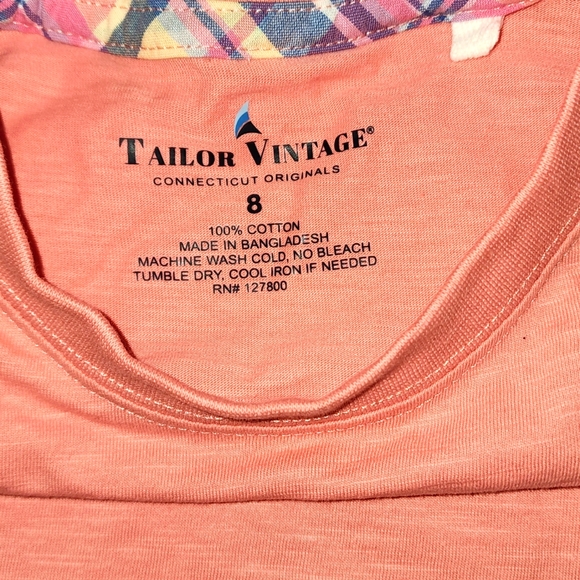 TAILOR VINTAGE®
CONNECTICUT ORIGINALS
8
100% COTTON
MADE IN BANGLADESH
MACHINE WASH COLD, NO BLEACH
TUMBLE DRY, COOL IRON IF NEEDED
RN# 127800